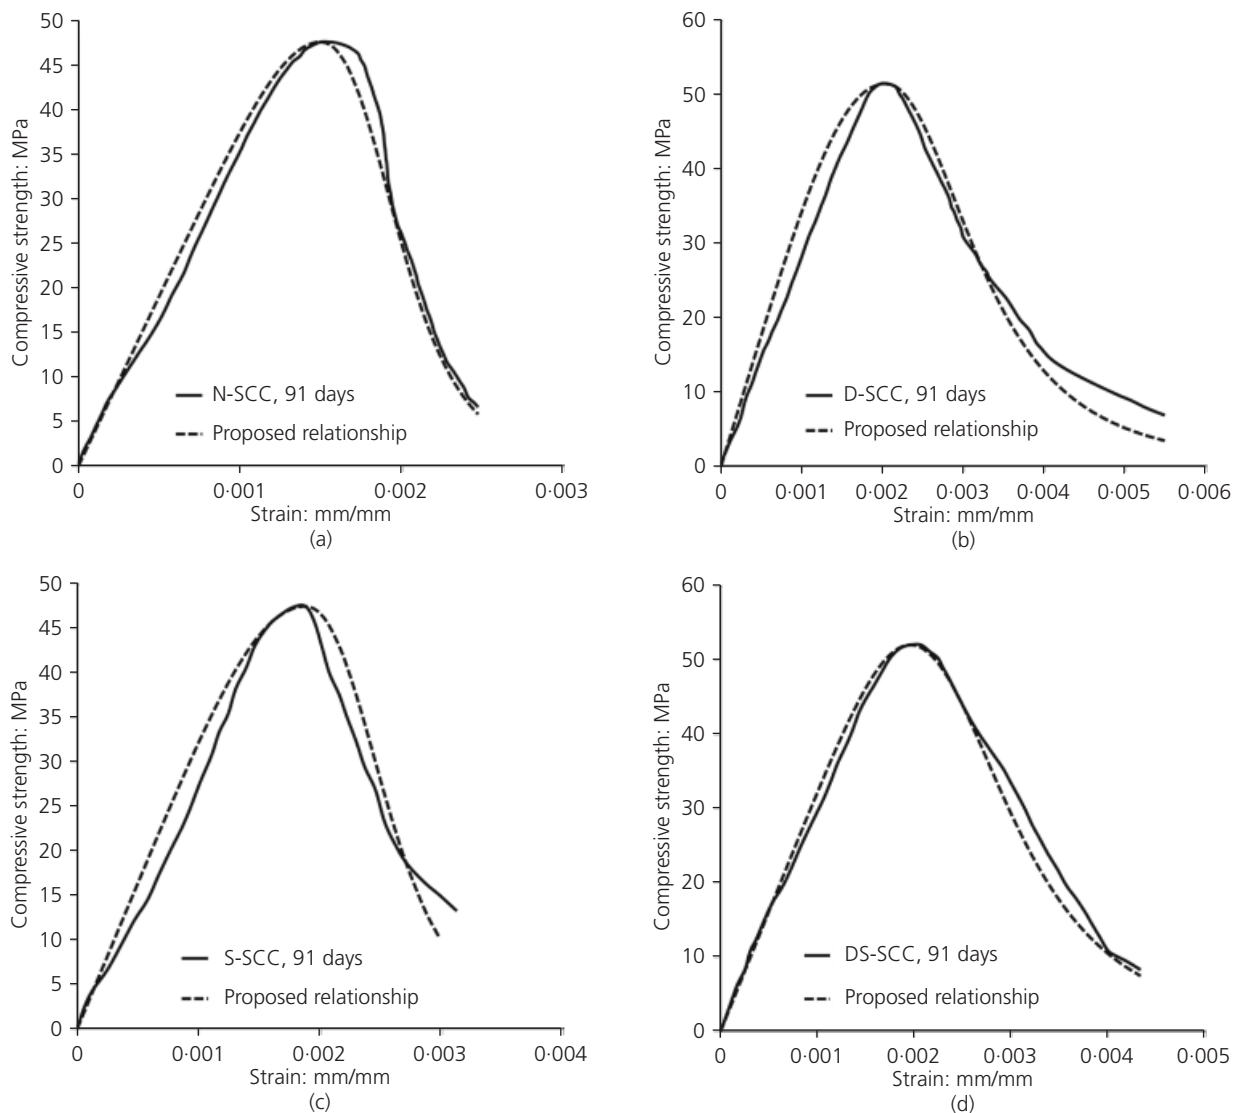 50
45
40
35
30
25
20
15
10
5
0
Compressive strength: MPa
N-SCC, 91 days
Proposed relationship
0 0·001 0·002 0·003
Strain: mm/mm
(a)
60
50
40
30
20
10
0
Compressive strength: MPa
D-SCC, 91 days
Proposed relationship
0 0·001 0·002 0·003 0·004 0·005 0·006
Strain: mm/mm
(b)
50
45
40
35
30
25
20
15
10
5
0
Compressive strength: MPa
S-SCC, 91 days
Proposed relationship
0 0·001 0·002 0·003 0·004
Strain: mm/mm
(c)
60
50
40
30
20
10
0
Compressive strength: MPa
DS-SCC, 91 days
Proposed relationship
0 0·001 0·002 0·003 0·004 0·005
Strain: mm/mm
(d)